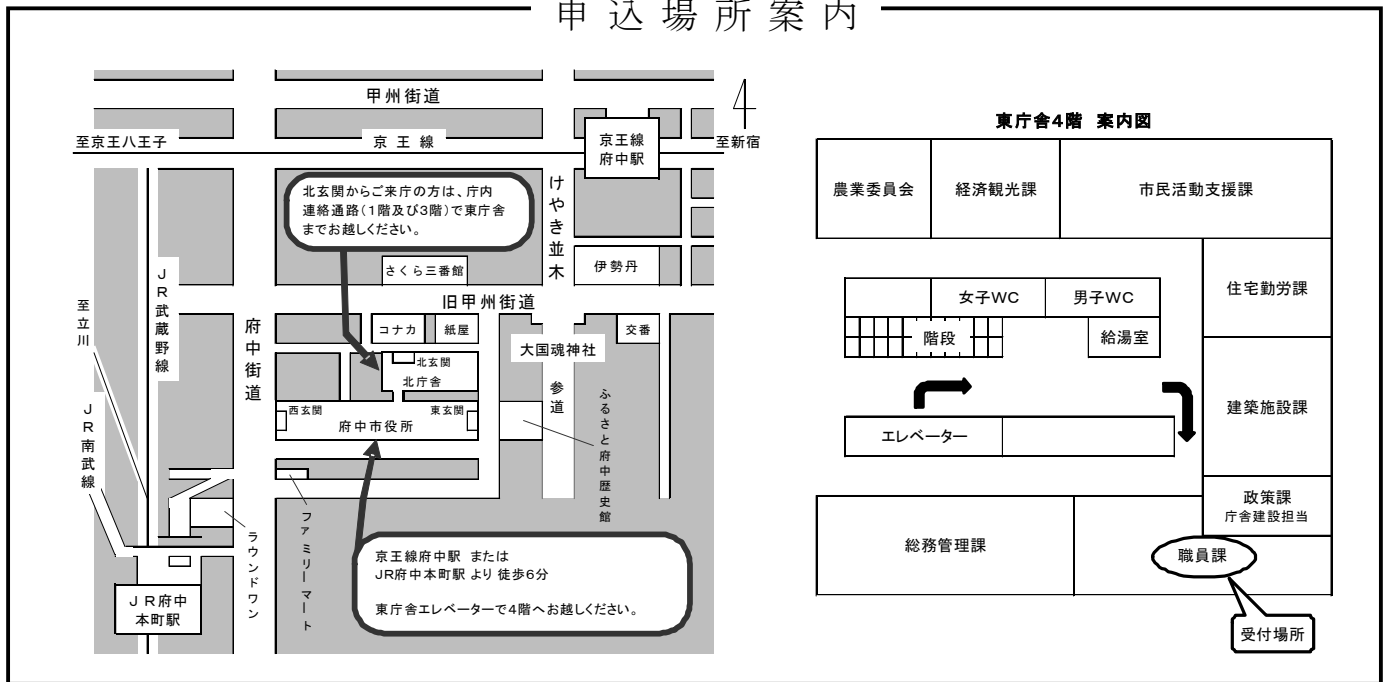 申込場所案内
甲州街道
至京王八王子
京王線
京王線
府中駅
至新宿
北玄関からご来庁の方は、庁内
連絡通路(1階及び3階)で東庁舎
までお越しください。
けやき並木
さくら三番館
伊勢丹
JR武蔵野線
至立川
旧甲州街道
府中街道
コナカ
紙屋
交番
大国魂神社
北玄関
北庁舎
参道
ふるさと府中歴史館
西玄関
東玄関
府中市役所
JR南武線
ラウンドワン
ファミリーマート
京王線府中駅 または
JR府中本町駅 より 徒歩6分
東庁舎エレベーターで4階へお越しください。
JR府中
本町駅
東庁舎4階 案内図
農業委員会
経済観光課
市民活動支援課
女子WC
男子WC
住宅勤労課
階段
給湯室
建築施設課
エレベーター
政策課
庁舎建設担当
総務管理課
職員課
受付場所